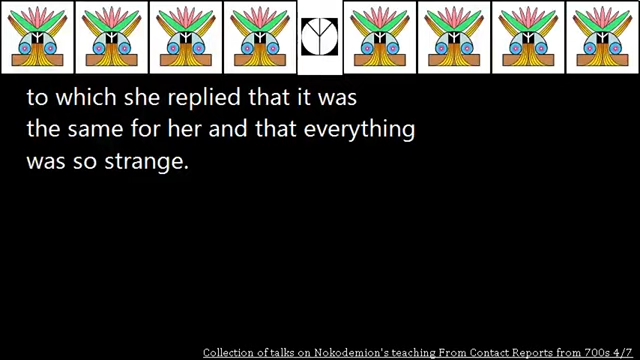 to which she replied that it was
the same for her and that everything
was so strange.
Collection of talks on Nokodemion's teaching From Contact Reports from 700s 4/7